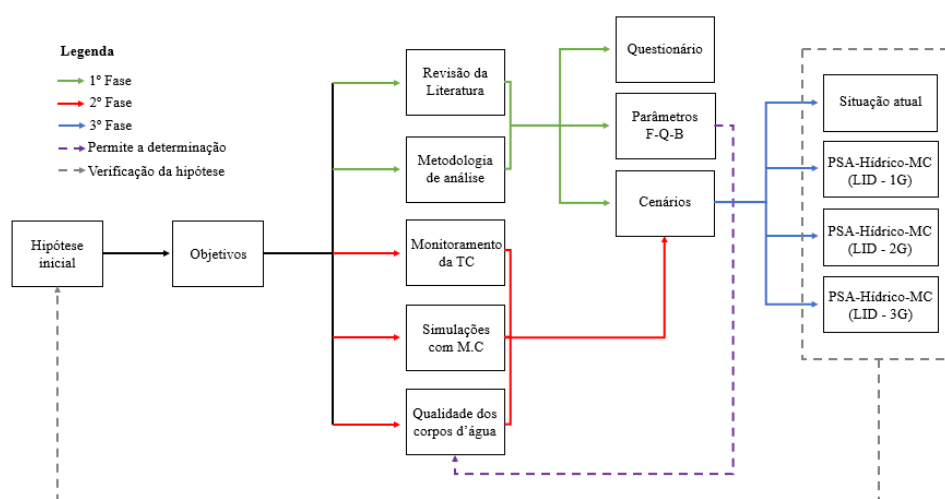 Legenda
1º Fase
2º Fase
3º Fase
Permite a determinação
Verificação da hipótese
Hipótese
inicial
Objetivos
Revisão da
Literatura
Metodologia
de análise
Monitoramento
da TC
Simulações
com M.C
Qualidade dos
corpos d’água
Questionário
Parâmetros
F-Q-B
Cenários
Situação atual
PSA-Hídrico-MC
(LID - 1G)
PSA-Hídrico-MC
(LID - 2G)
PSA-Hídrico-MC
(LID - 3G)